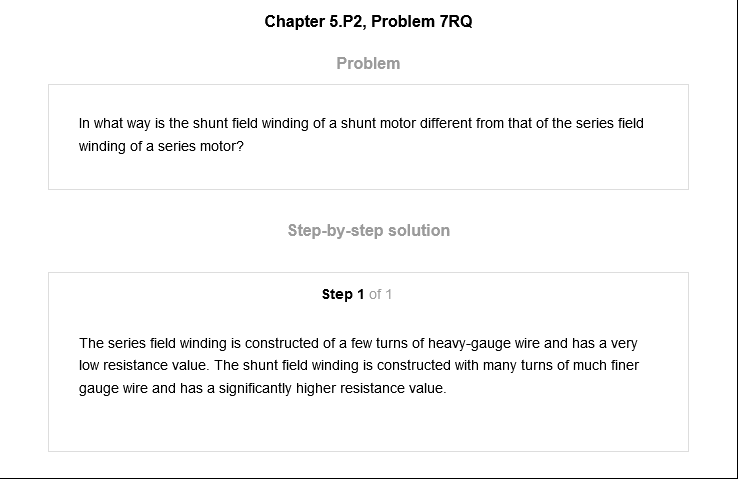 Chapter 5.P2, Problem 7RQ
Problem
In what way is the shunt field winding of a shunt motor different from that of the series field
winding of a series motor?
Step-by-step solution
Step 1 of 1
The series field winding is constructed of a few turns of heavy-gauge wire and has a very
low resistance value. The shunt field winding is constructed with many turns of much finer
gauge wire and has a significantly higher resistance value.